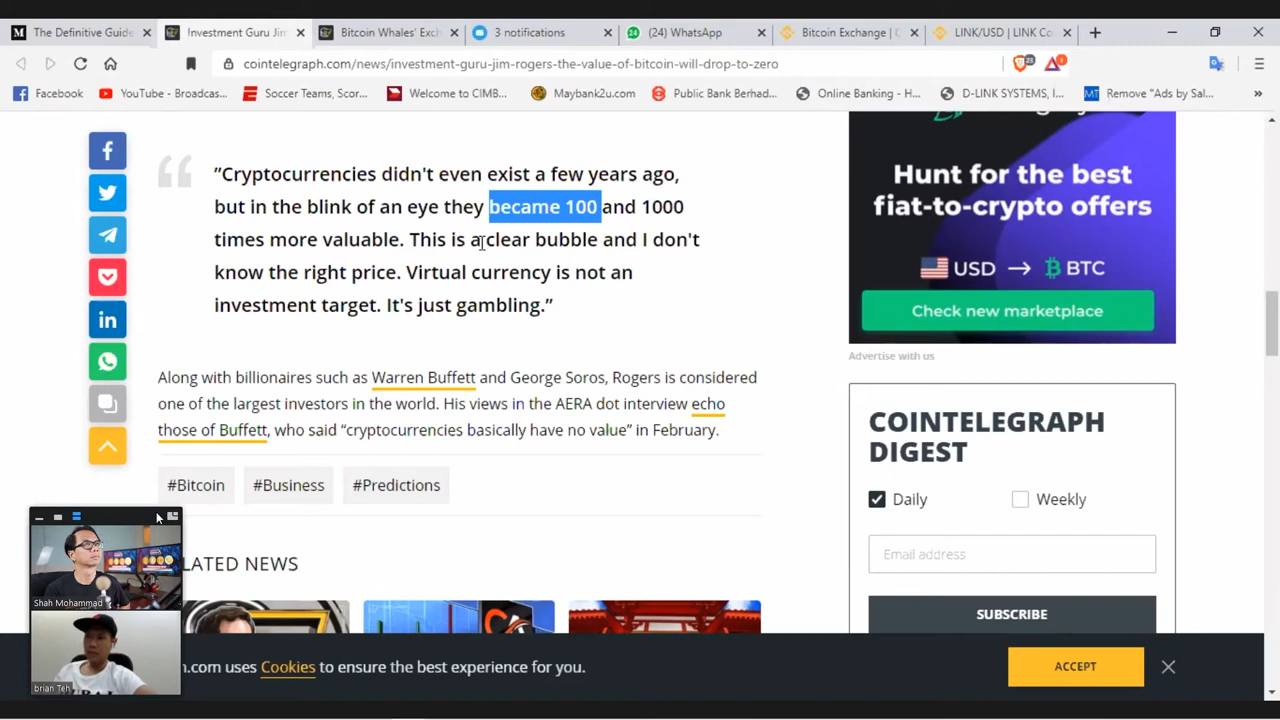 The Definitive Guide
Investment Guru Jim
Bitcoin Whales' Exch
3 notifications
(24) WhatsApp
Bitcoin Exchange | C
LINK/USD | LINK Co
cointelegraph.com/news/investment-guru-jim-rogers-the-value-of-bitcoin-will-drop-to-zero
Facebook
YouTube - Broadcas...
Soccer Teams, Scor...
Welcome to CIMB...
Maybank2u.com
Public Bank Berhad...
Online Banking - H...
D-LINK SYSTEMS, I...
Remove "Ads by Sal...
"Cryptocurrencies didn't even exist a few years ago,
but in the blink of an eye they became 100 and 1000
times more valuable. This is a clear bubble and I don't
know the right price. Virtual currency is not an
investment target. It's just gambling."
Along with billionaires such as Warren Buffett and George Soros, Rogers is considered
one of the largest investors in the world. His views in the AERA dot interview echo
those of Buffett, who said “cryptocurrencies basically have no value” in February.
#Bitcoin
#Business
#Predictions
LATED NEWS
Hunt for the best
fiat-to-crypto offers
USD → BTC
Check new marketplace
Advertise with us
COINTELEGRAPH
DIGEST
Daily
Weekly
Email address
SUBSCRIBE
Shah Mohammad
brian Teh
.com uses Cookies to ensure the best experience for you.
ACCEPT